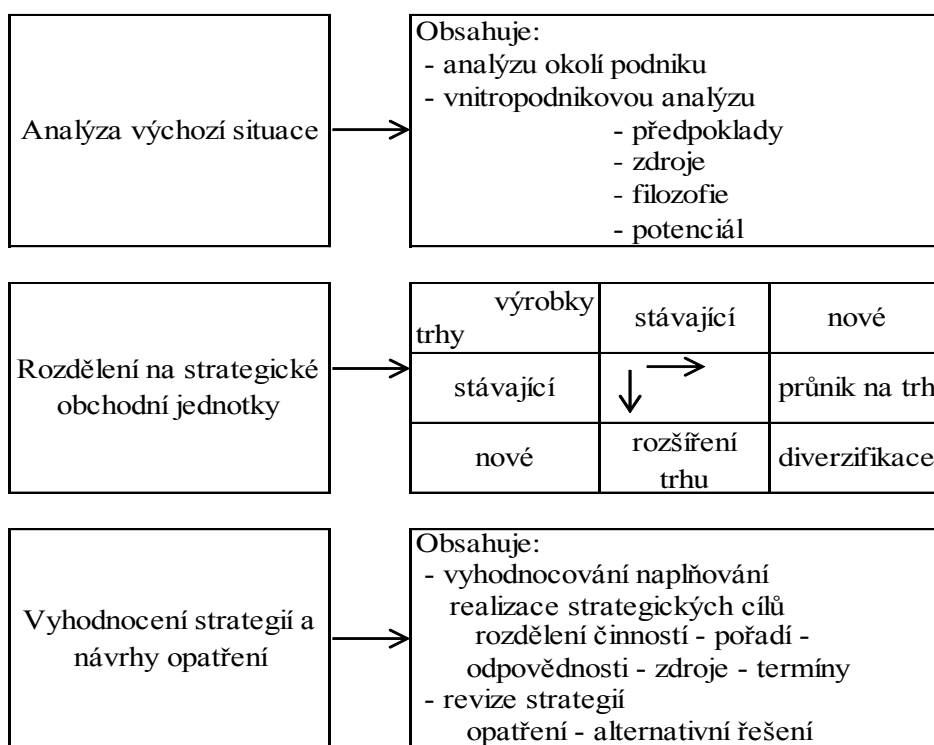 Analýza výchozí situace
Obsahuje:
- analýzu okolí podniku
- vnitropodnikovou analýzu
- předpoklady
- zdroje
- filozofie
- potenciál
Rozdělení na strategické
obchodní jednotky
výrobky
trhy
stávající
nové
stávající
průnik na trh
nové
rozšíření
trhu
diverzifikace
Vyhodnocení strategií a
návrhy opatření
Obsahuje:
- vyhodnocování naplňování
realizace strategických cílů
rozdělení činností - pořadí -
odpovědnosti - zdroje - termíny
- revize strategií
opatření - alternativní řešení